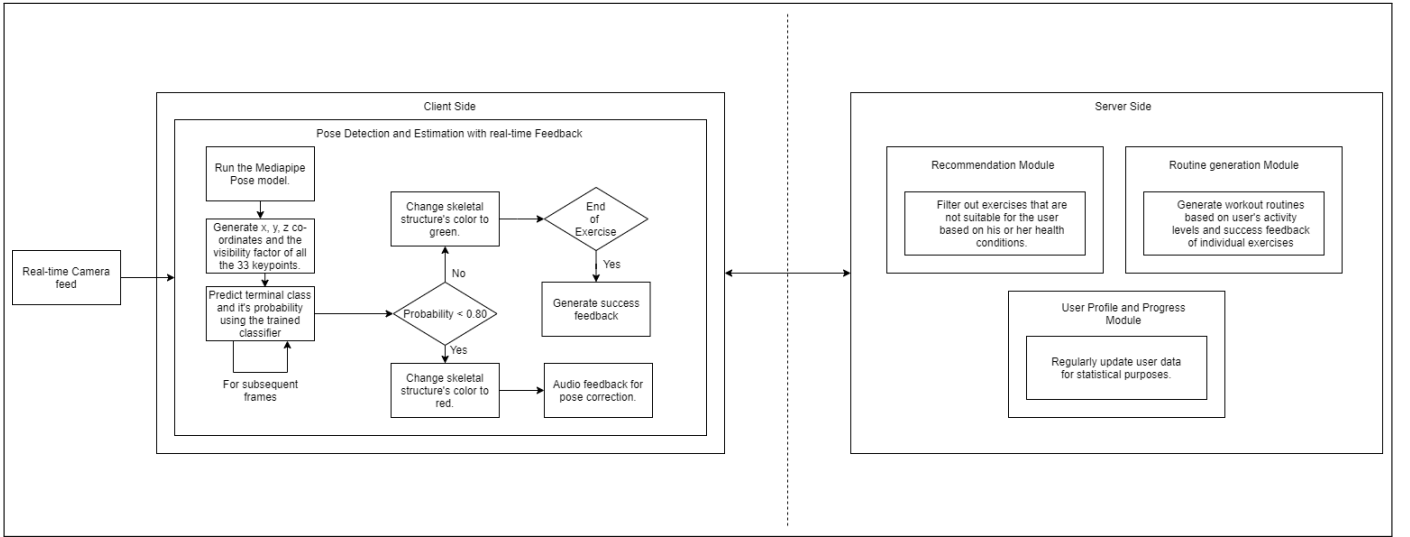 Client Side
Server Side
Pose Detection and Estimation with real-time Feedback
Run the Mediapipe
Pose model.
Generate x, y, z co-
ordinates and the
visibility factor of all
the 33 keypoints.
Real-time Camera
feed
Predict terminal class
and it's probability
using the trained
classifier
For subsequent
frames
Change skeletal
structure's color to
green.
No
Probability < 0.80
Yes
Change skeletal
structure's color to
red.
End
of
Exercise
Yes
Generate success
feedback
Audio feedback for
pose correction.
Recommendation Module
Filter out exercises that are
not suitable for the user
based on his or her health
conditions.
Routine generation Module
Generate workout routines
based on user's activity
levels and success feedback
of individual exercises
User Profile and Progress
Module
Regularly update user data
for statistical purposes.